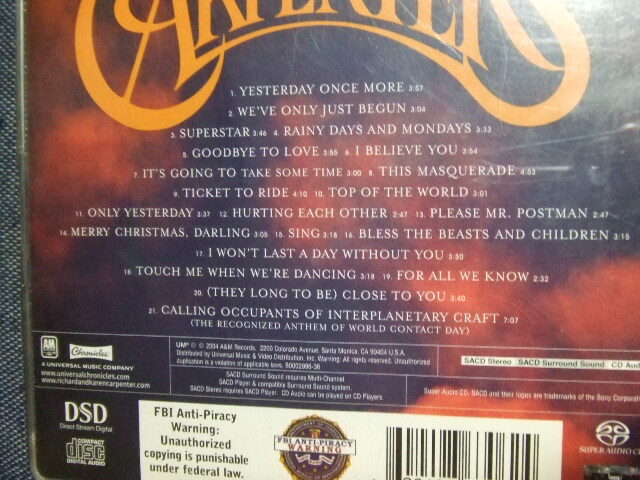 CARPENTERS
1. YESTERDAY ONCE MORE 3:57
2. WE'VE ONLY JUST BEGUN 3:04
3. SUPERSTAR 3:46 4. RAINY DAYS AND MONDAYS 3:33
5. GOODBYE TO LOVE 3:55 6. I BELIEVE YOU 3:54
7. IT'S GOING TO TAKE SOME TIME 3:00 8. THIS MASQUERADE 4:53
9. TICKET TO RIDE 4:10 10. TOP OF THE WORLD 3:01
11. ONLY YESTERDAY 3:37 12. HURTING EACH OTHER 2:47 13. PLEASE MR. POSTMAN 2:47
14. MERRY CHRISTMAS, DARLING 3:05 15. SING 3:18 16. BLESS THE BEASTS AND CHILDREN 3:15
17. I WON'T LAST A DAY WITHOUT YOU 3:50
18. TOUCH ME WHEN WE'RE DANCING 3:18 19. FOR ALL WE KNOW 2:32
20. (THEY LONG TO BE) CLOSE TO YOU 3:40
21. CALLING OCCUPANTS OF INTERPLANETARY CRAFT 7:07
(THE RECOGNIZED ANTHEM OF WORLD CONTACT DAY)
A&M RECORDS Chronicles
A UNIVERSAL MUSIC COMPANY
www.universalchronicles.com
www.richardandkarencarpenter.com
UM℗ © 2004 A&M Records, 2200 Colorado Avenue, Santa Monica, CA 90404 U.S.A.
Distributed by Universal Music & Video Distribution, Inc. Warning: All rights reserved. Unauthorized
duplication is a violation of applicable laws. B0002996-36
SACD Surround Sound requires Multi-Channel
SACD Player & compatible Surround Sound system.
SACD Stereo requires SACD Player. CD Audio can be played on CD Players
SACD Stereo SACD Surround Sound CD Au
Super Audio CD, SACD and their logos are trademarks of the Sony Corporati
DSD
Direct Stream Digital
COMPACT
disc
DIGITAL AUDIO
FBI Anti-Piracy
Warning:
Unauthorized
copying is punishable
under federal law.
FBI ANTI-PIRACY
WARNING
SUPER AUDIO C